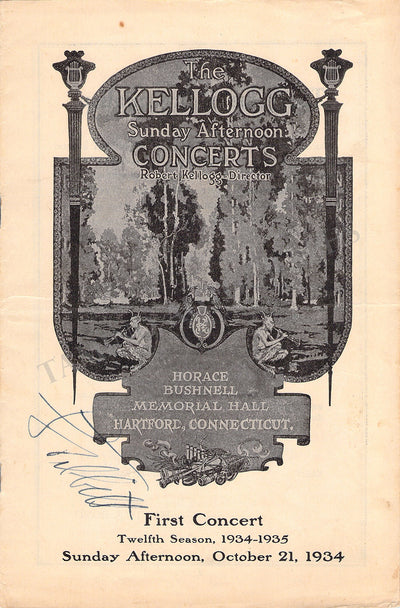 The
KELLOGG
Sunday Afternoon
CONCERTS
Robert Kellogg-Director
HORACE
BUSHNELL
MEMORIAL HALL
HARTFORD, CONNECTICUT.
First Concert
Twelfth Season, 1934-1935
Sunday Afternoon, October 21, 1934